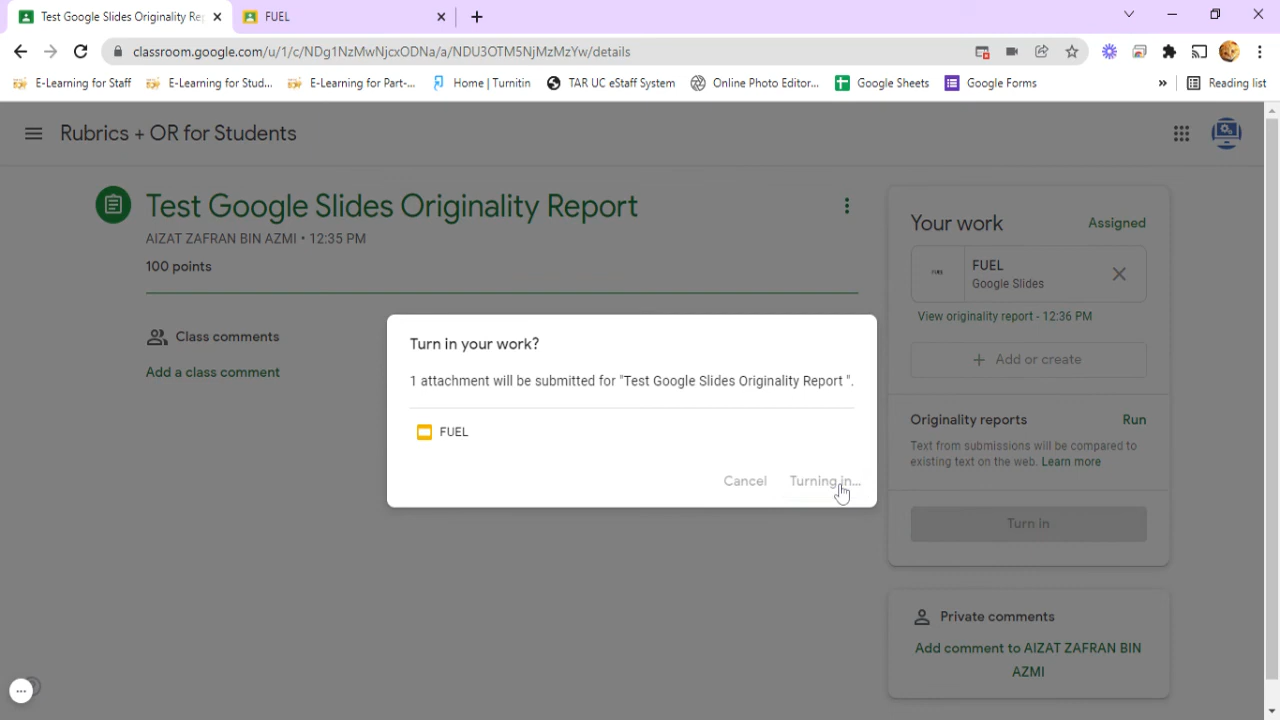 Test Google Slides Originality Rep
FUEL
classroom.google.com/u/1/c/NDg1NzMwNjcxODNa/a/NDU3OTM5NjMzMzYw/details
E-Learning for Staff
E-Learning for Stud...
E-Learning for Part-...
Home | Turnitin
TAR UC eStaff System
Online Photo Editor...
Google Sheets
Google Forms
»
Reading list
Rubrics + OR for Students
Test Google Slides Originality Report
AIZAT ZAFRAN BIN AZMI • 12:35 PM
100 points
Class comments
Add a class comment
Your work
Assigned
FUEL
FUEL
Google Slides
View originality report - 12:36 PM
+ Add or create
Originality reports
Run
Text from submissions will be compared to
existing text on the web. Learn more
Turn in
Private comments
Add comment to AIZAT ZAFRAN BIN
AZMI
Turn in your work?
1 attachment will be submitted for "Test Google Slides Originality Report ".
FUEL
Cancel
Turning in...